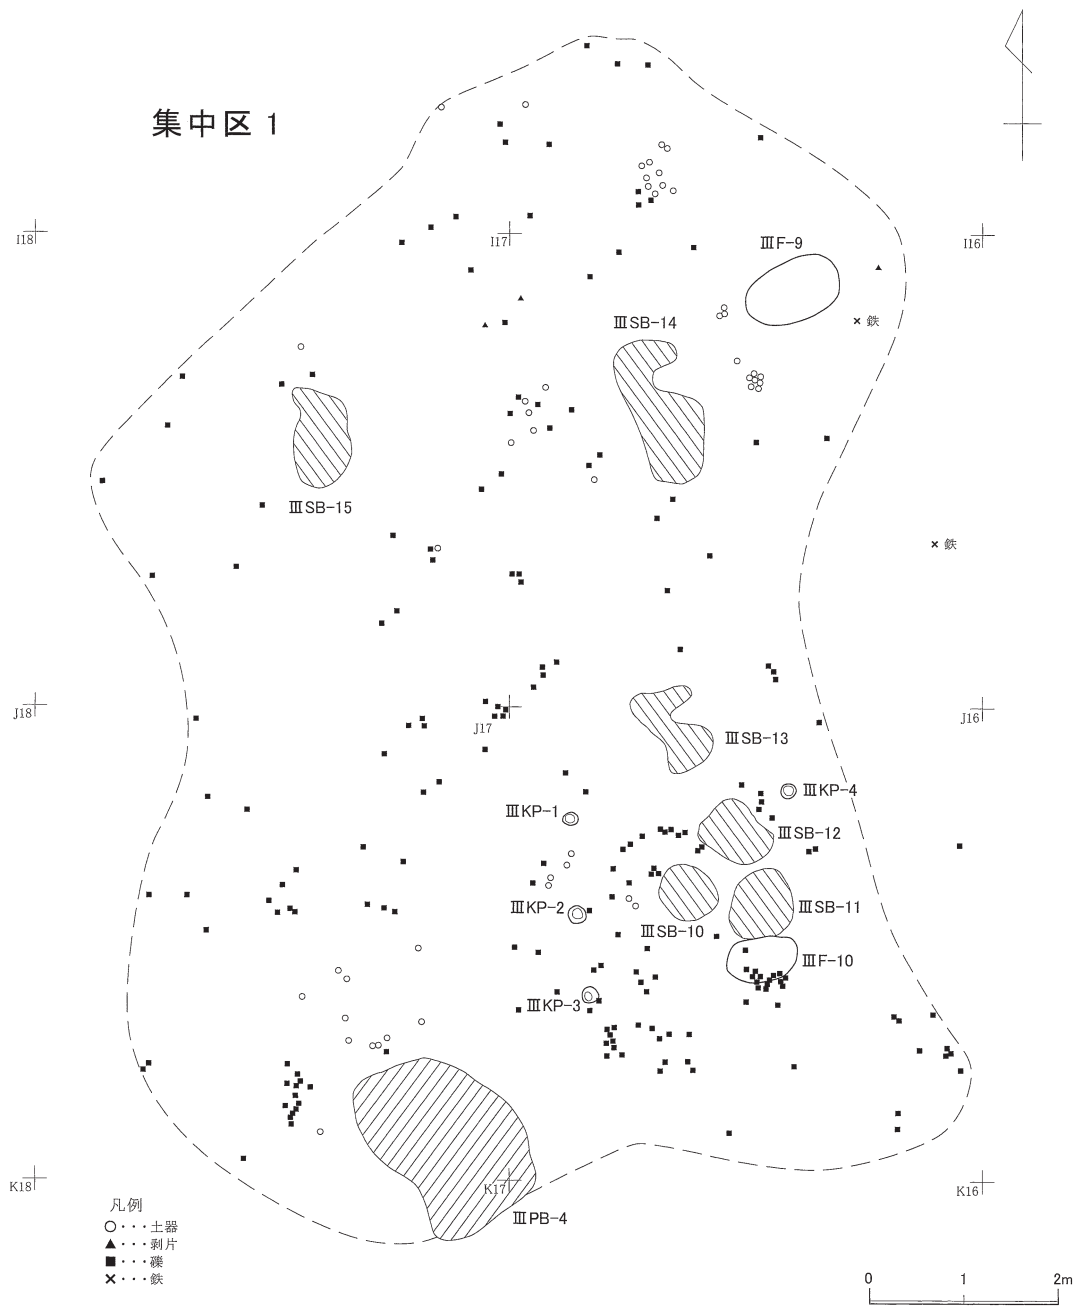 集中区 1
I18
I17
I16
ⅢF-9
× 鉄
ⅢSB-14
ⅢSB-15
× 鉄
J18
J17
J16
ⅢSB-13
ⅢKP-4
ⅢKP-1
ⅢSB-12
ⅢKP-2
ⅢSB-11
ⅢSB-10
ⅢF-10
ⅢKP-3
K18
K17
K16
ⅢPB-4
凡例
○・・・土器
▲・・・剥片
■・・・礫
×・・・鉄
0 1 2m